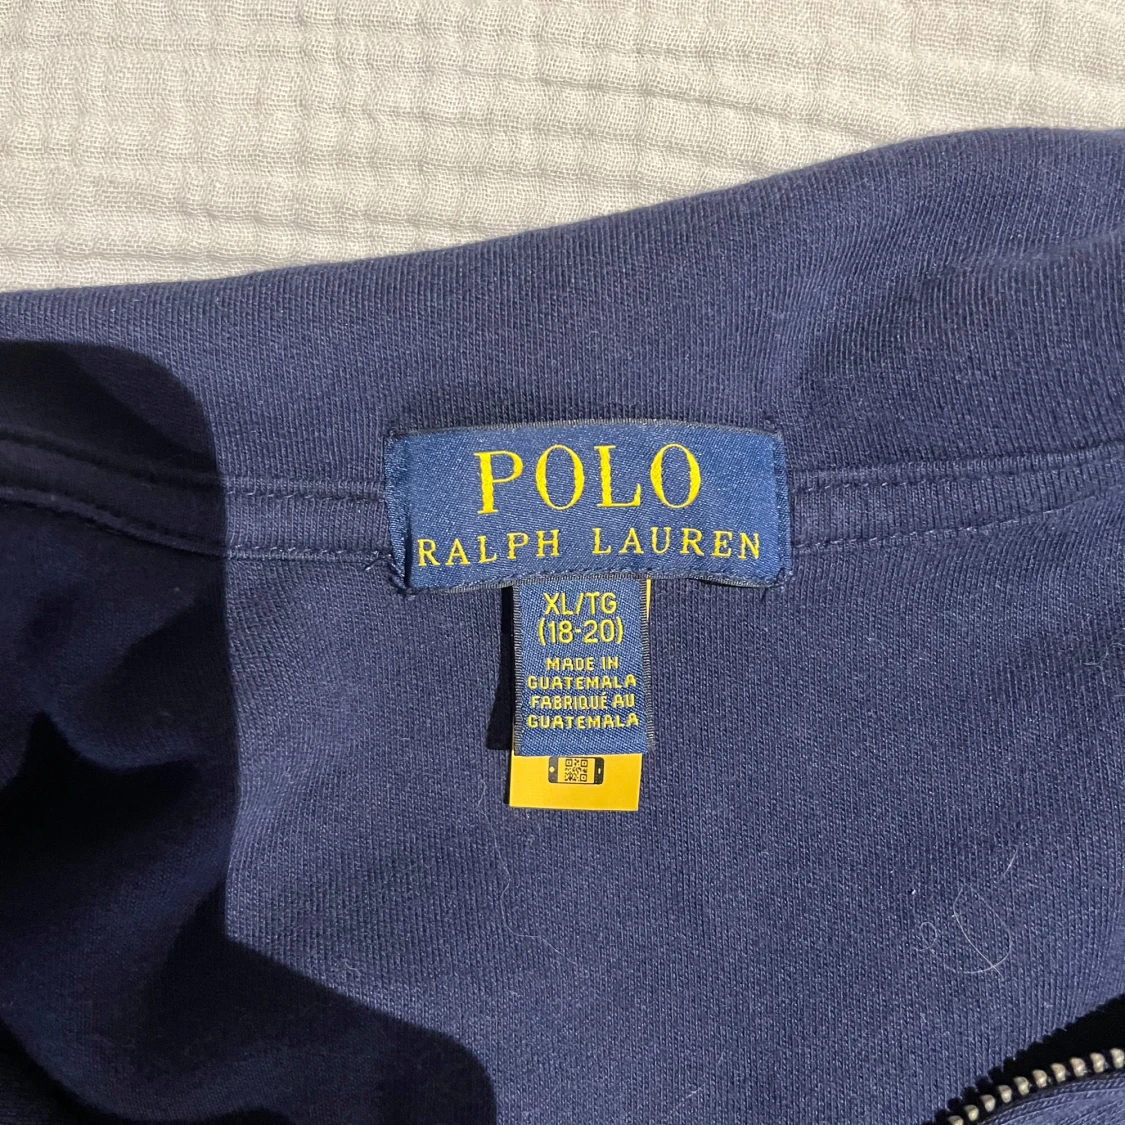 POLO
RALPH LAUREN
XL/TG
(18-20)
MADE IN
GUATEMALA
FABRIQUÉ AU
GUATEMALA